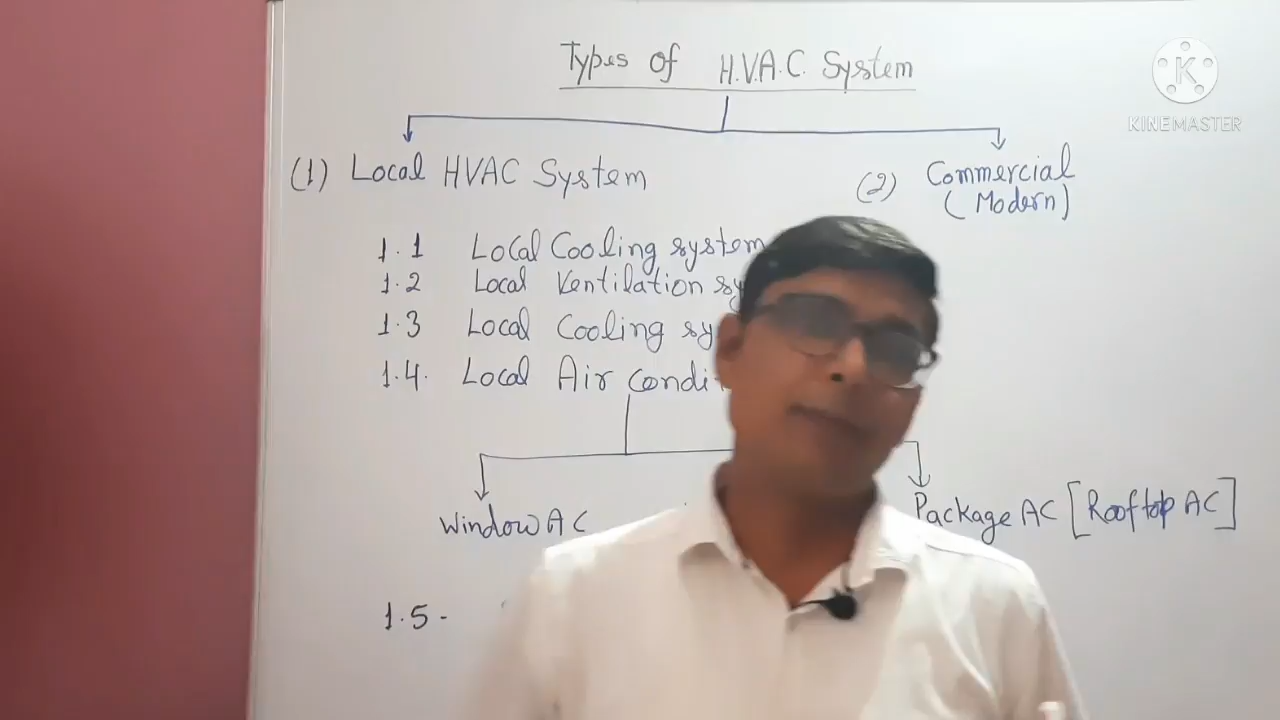 Types of H.V.A.C. System
KINEMASTER
(1) Local HVAC System
(2) Commercial
(Modern)
1.1 Local Cooling system
1.2 Local Ventilation
1.3 Local Cooling
1.4. Local Air
Window AC
Package AC [Rooftop AC]
1.5-